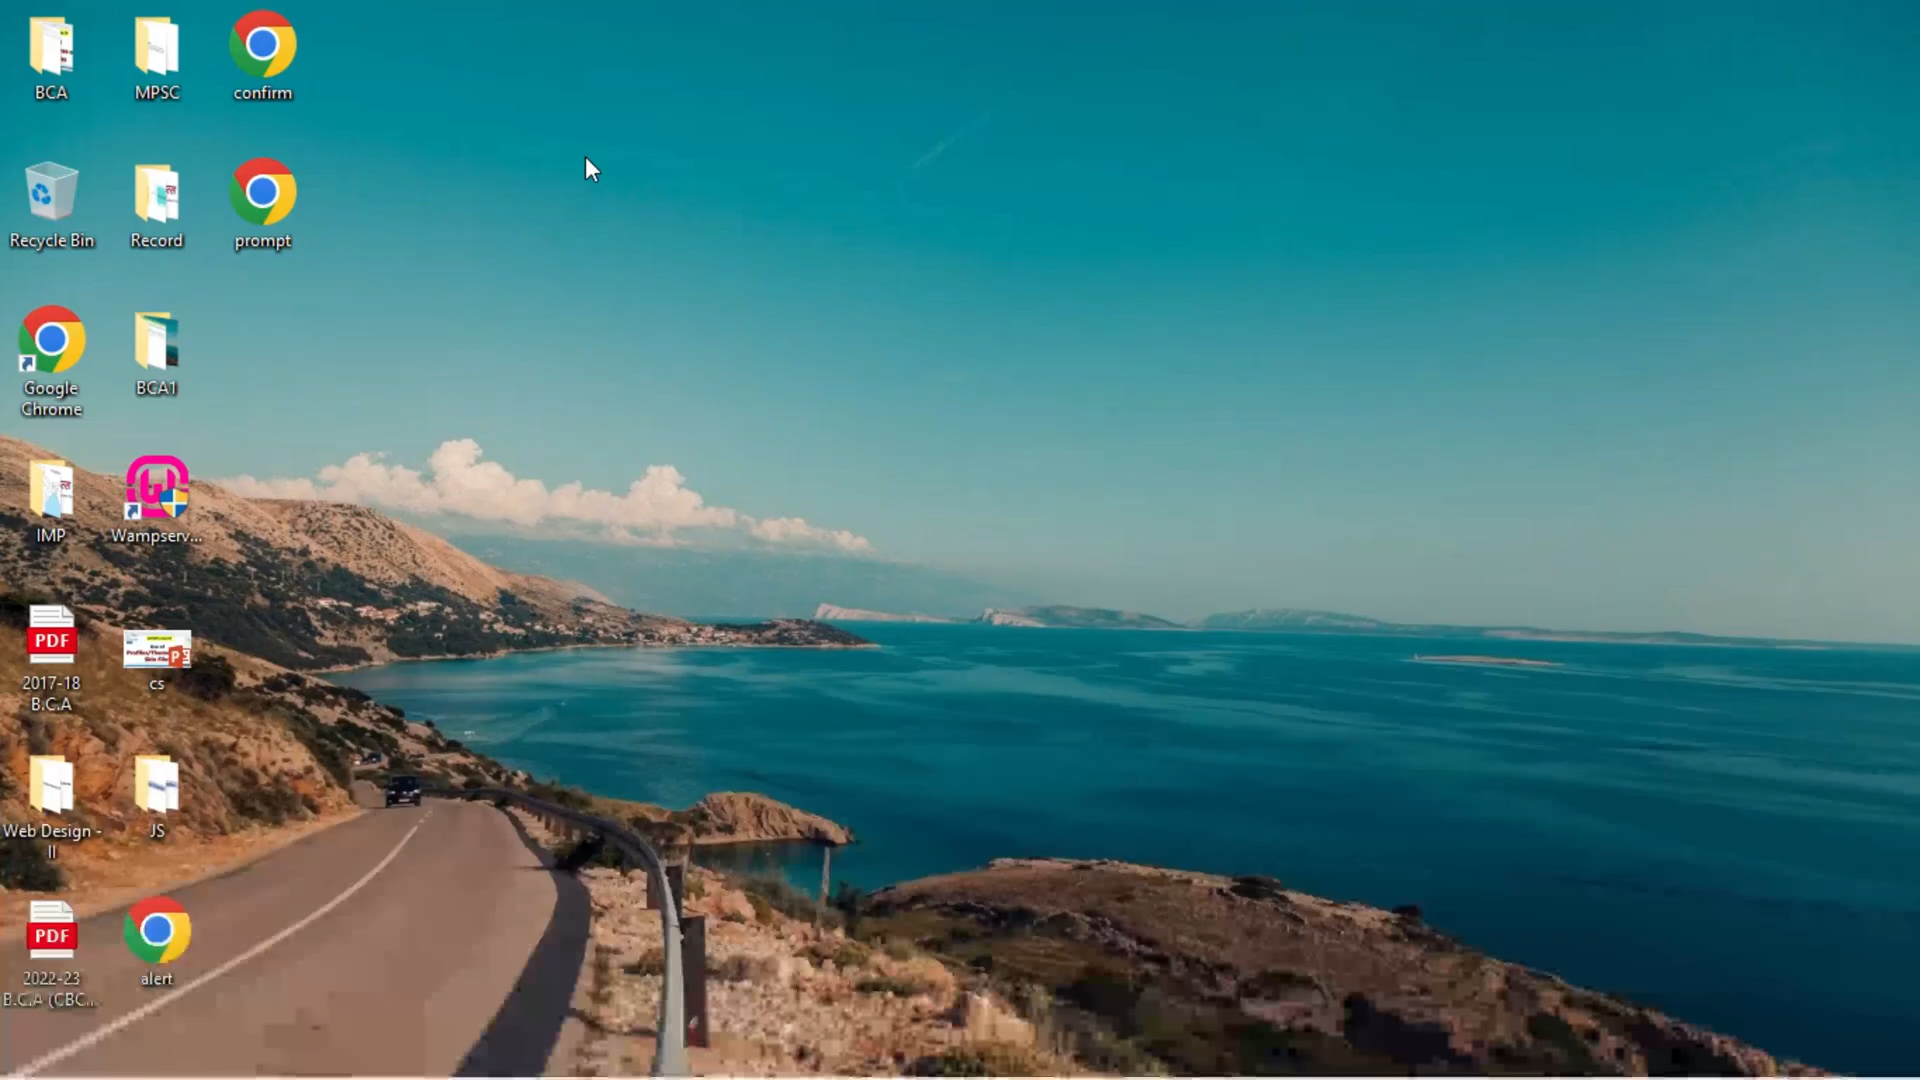 BCA
MPSC
confirm
Recycle Bin
Record
prompt
Google
Chrome
BCA1
IMP
Wampserv...
PDF
2017-18
B.C.A
cs
Web Design -
II
JS
PDF
2022-23
B.C.A (CBC...
alert